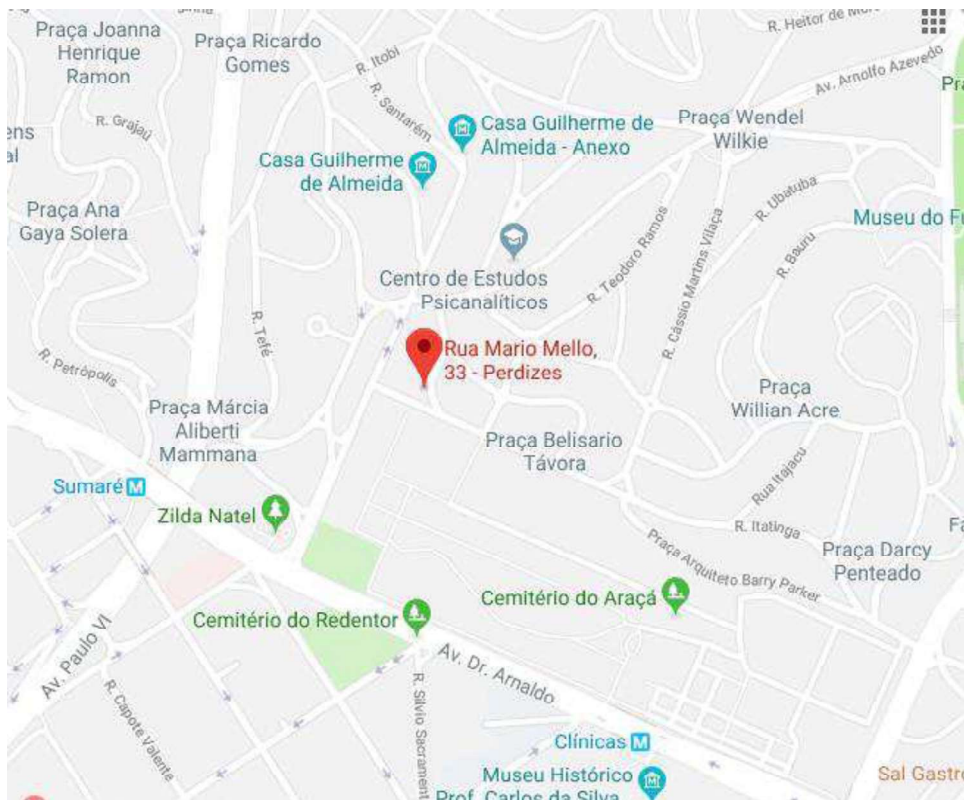 Praça Joanna
Henrique
Ramon
Praça Ricardo
Gomes
R. Itobi
R. Santarém
R. Grajaú
Casa Guilherme de
Almeida - Anexo
Casa Guilherme
de Almeida
Praça Wendel
Wilkie
Av. Arnolfo Azevedo
R. Heitor de
Praça Ana
Gaya Solera
R. Ubatuba
R. Bauru
Museu do
Centro de Estudos
Psicanalíticos
R. Teodoro Ramos
R. Cássio Martins Vilaça
R. Tefé
R. Petrópolis
Rua Mario Mello,
33 - Perdizes
Praça
Willian Acre
Praça Márcia
Aliberti
Mammana
Praça Belisario
Távora
Sumaré M
Rua Itajacu
Zilda Natel
R. Itatinga
Praça Arquiteto Barry Parker
Praça Darcy
Penteado
Cemitério do Araçá
Cemitério do Redentor
Av. Paulo VI
Av. Dr. Arnaldo
R. Capote Valente
R. Silvio Sacrament
Clínicas M
Museu Histórico
Prof. Carlos da Silva
Sal Gastro